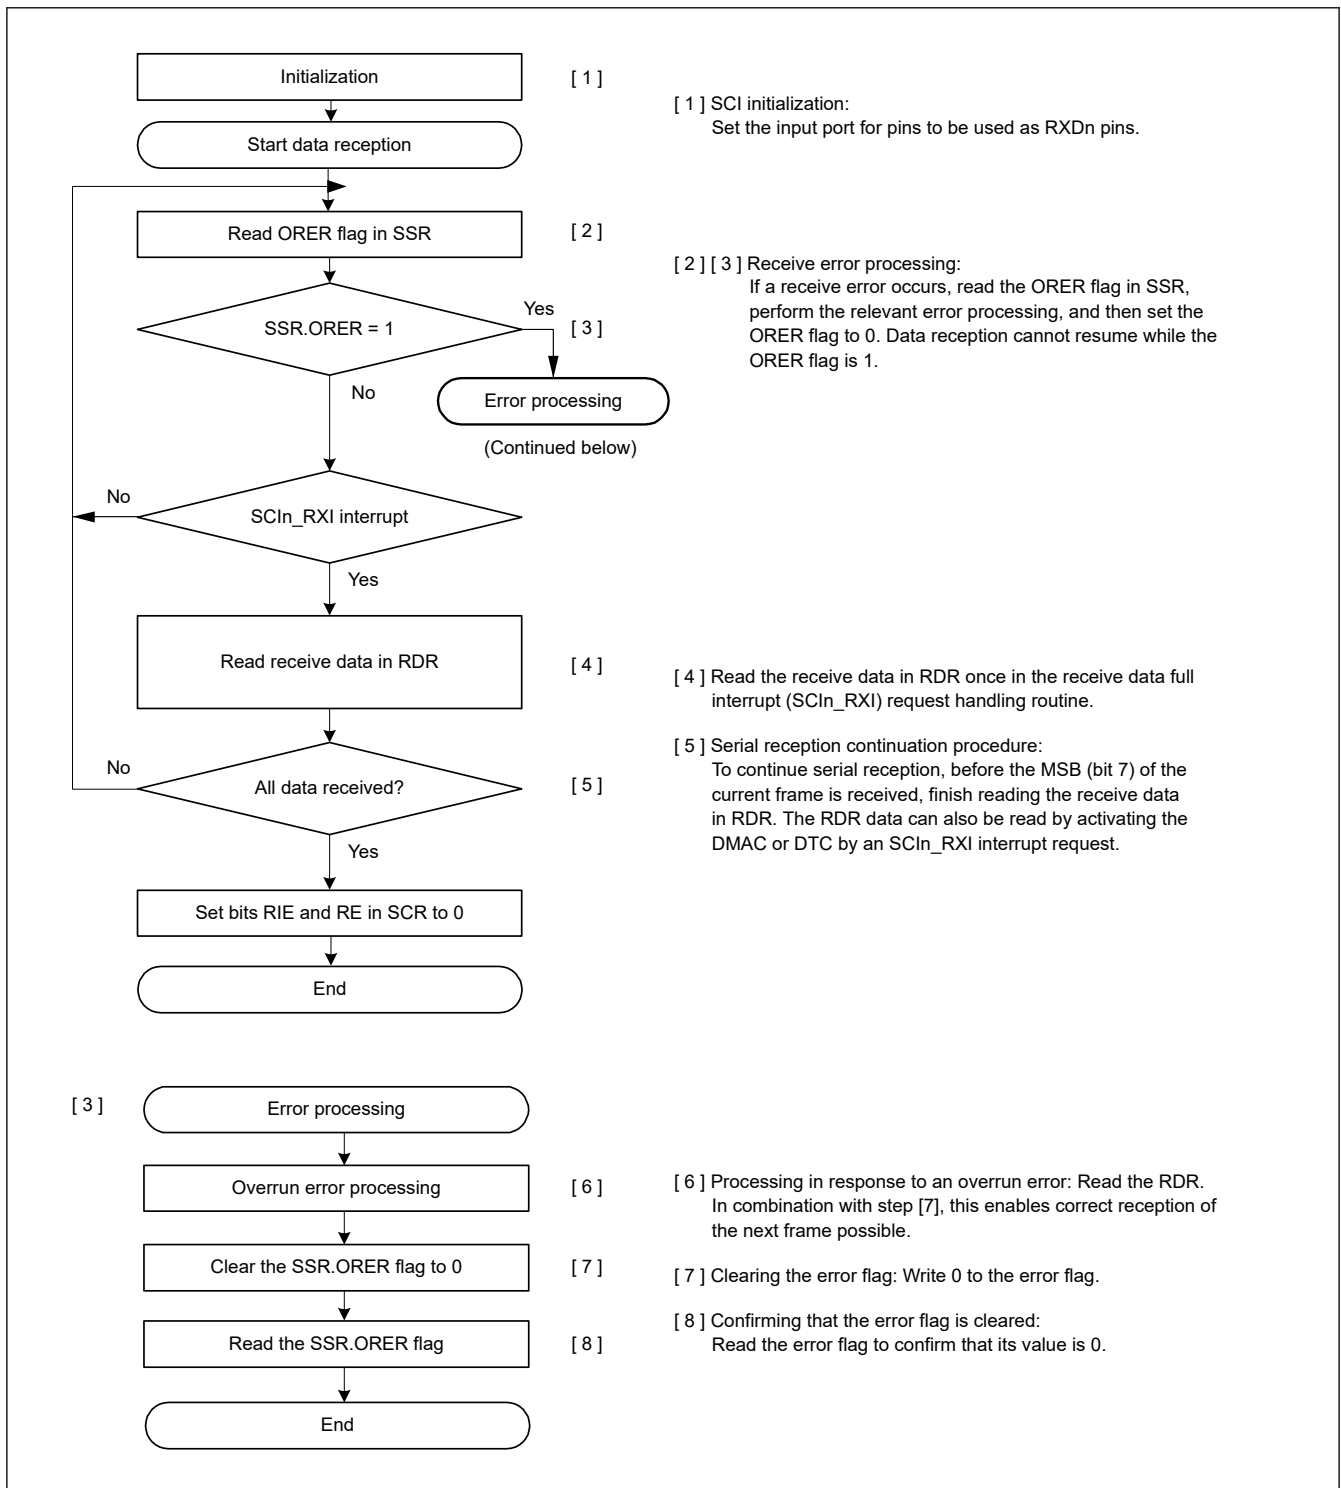 Initialization
[ 1 ]
[ 1 ] SCI initialization:
Set the input port for pins to be used as RXDn pins.
Start data reception
Read ORER flag in SSR
[ 2 ]
[ 2 ] [ 3 ] Receive error processing:
If a receive error occurs, read the ORER flag in SSR,
perform the relevant error processing, and then set the
ORER flag to 0. Data reception cannot resume while the
ORER flag is 1.
SSR.ORER = 1
Yes
[ 3 ]
No
Error processing
(Continued below)
No
SCIn_RXI interrupt
Yes
Read receive data in RDR
[ 4 ]
[ 4 ] Read the receive data in RDR once in the receive data full
interrupt (SCIn_RXI) request handling routine.
No
All data received?
[ 5 ]
[ 5 ] Serial reception continuation procedure:
To continue serial reception, before the MSB (bit 7) of the
current frame is received, finish reading the receive data
in RDR. The RDR data can also be read by activating the
DMAC or DTC by an SCIn_RXI interrupt request.
Yes
Set bits RIE and RE in SCR to 0
End
[ 3 ]
Error processing
Overrun error processing
[ 6 ]
[ 6 ] Processing in response to an overrun error: Read the RDR.
In combination with step [7], this enables correct reception of
the next frame possible.
Clear the SSR.ORER flag to 0
[ 7 ]
[ 7 ] Clearing the error flag: Write 0 to the error flag.
Read the SSR.ORER flag
[ 8 ]
[ 8 ] Confirming that the error flag is cleared:
Read the error flag to confirm that its value is 0.
End